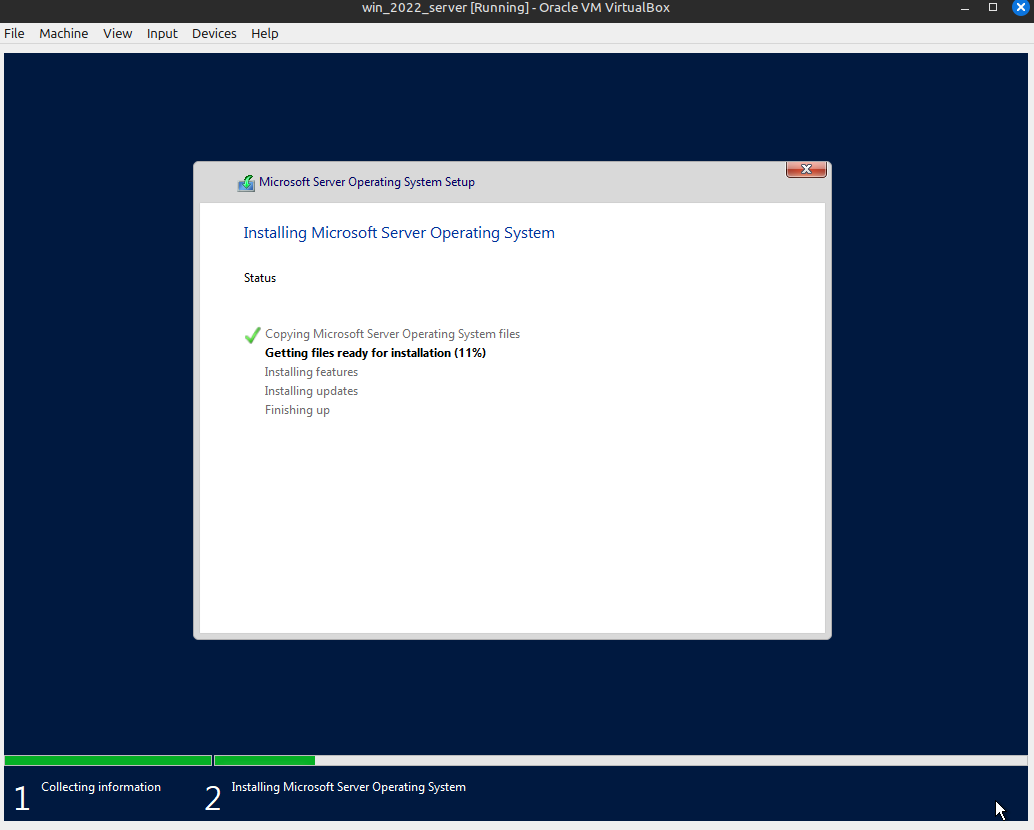 win_2022_server [Running] - Oracle VM VirtualBox
File Machine View Input Devices Help
Microsoft Server Operating System Setup
Installing Microsoft Server Operating System
Status
Copying Microsoft Server Operating System files
Getting files ready for installation (11%)
Installing features
Installing updates
Finishing up
1 Collecting information
2 Installing Microsoft Server Operating System